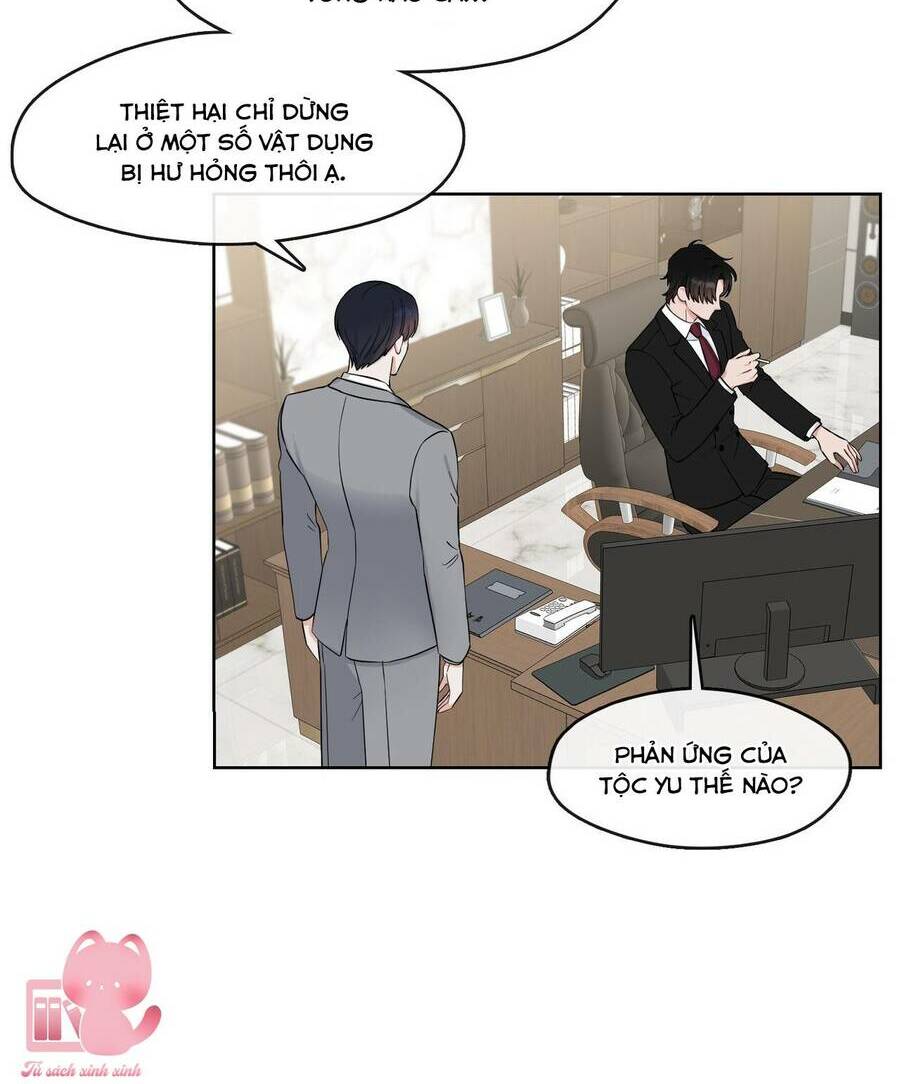 THIỆT HẠI CHỈ DỪNG
LẠI Ở MỘT SỐ VẬT DỤNG
BỊ HƯ HỎNG THÔI Ạ.
PHẢN ỨNG CỦA
TỘC YU THẾ NÀO?
Tủ sách xinh xinh